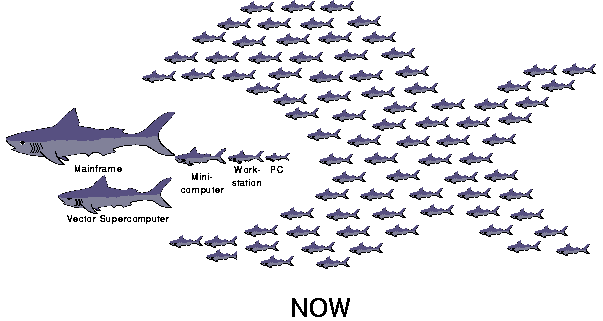 Mainframe
Mini-
computer
Work-
station
PC
Vector Supercomputer
NOW